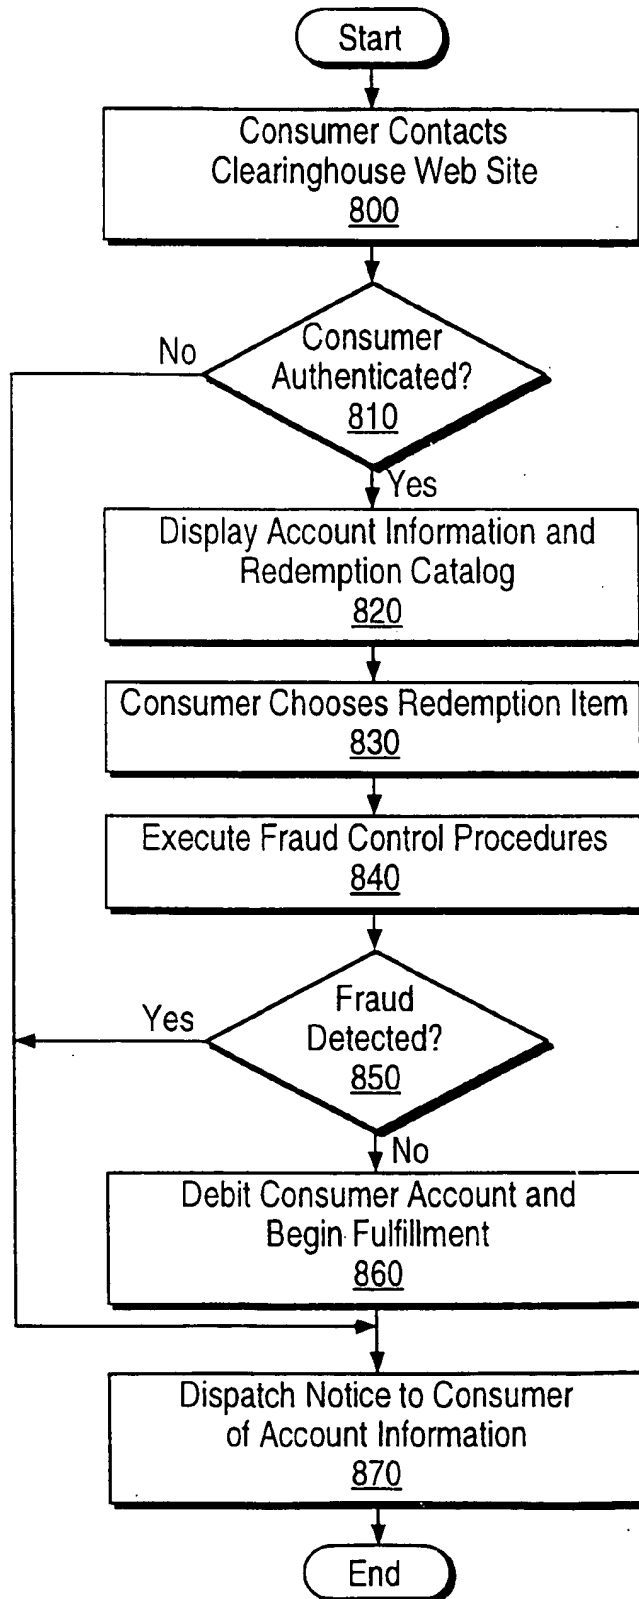 Start
Consumer Contacts
Clearinghouse Web Site
800
No
Consumer
Authenticated?
810
Yes
Display Account Information and
Redemption Catalog
820
Consumer Chooses Redemption Item
830
Execute Fraud Control Procedures
840
Yes
Fraud
Detected?
850
No
Debit Consumer Account and
Begin Fulfillment
860
Dispatch Notice to Consumer
of Account Information
870
End